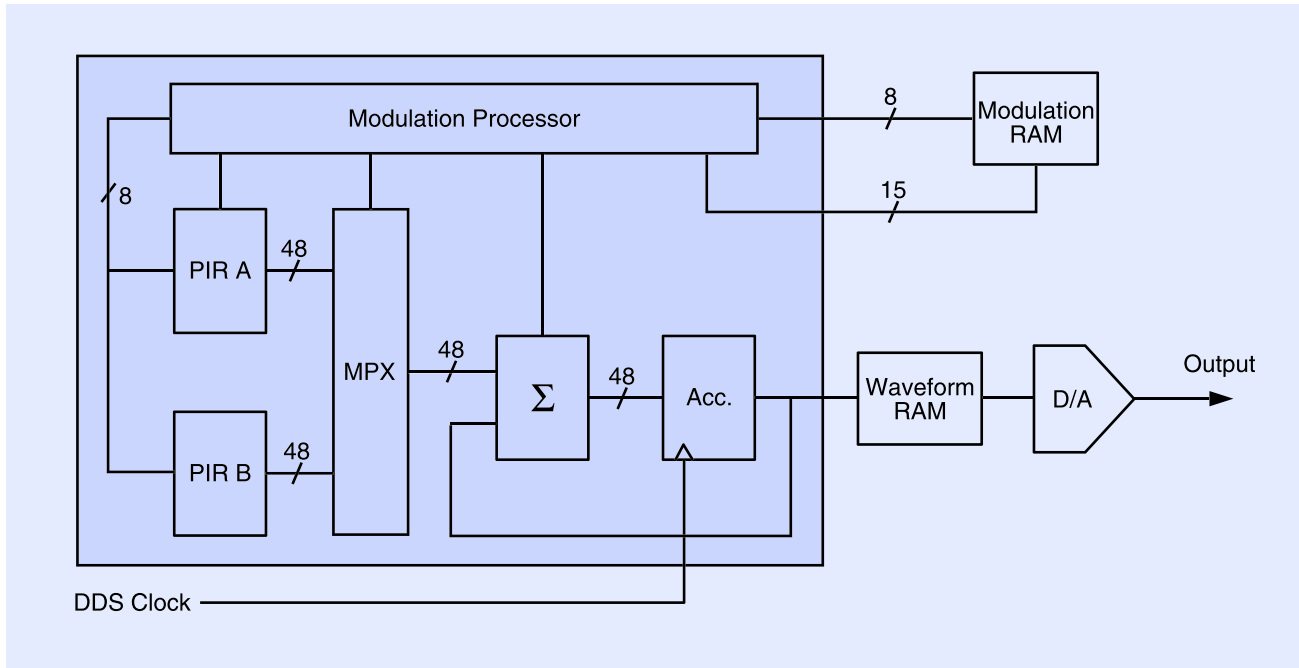 Modulation Processor
8
Modulation
RAM
15
8
PIR A
48
MPX
48
Σ
48
Acc.
Waveform
RAM
D/A
Output
PIR B
48
DDS Clock